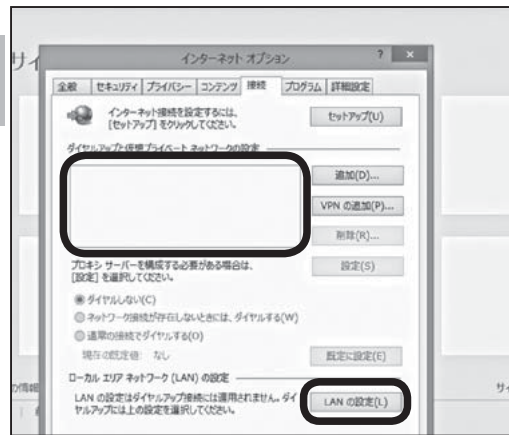 サイ
インターネット オプション
? ×
全般 セキュリティ プライバシー コンテンツ 接続 プログラム 詳細設定
インターネット接続を設定するには、
[セットアップ] をクリックしてください。
セットアップ(U)
ダイヤルアップと仮想プライベート ネットワークの設定
追加(D)...
VPN の追加(P)...
削除(R)...
プロキシ サーバーを構成する必要がある場合は、
[設定] を選択してください。
設定(S)
ダイヤルしない(C)
ネットワーク接続が存在しないときには、ダイヤルする(W)
通常の接続でダイヤルする(O)
現在の既定値: なし
既定に設定(E)
ローカル エリア ネットワーク (LAN) の設定
LAN の設定はダイヤルアップ接続には適用されません。ダイ
ヤルアップには上の設定を選択してください。
LAN の設定(L)
の情報
サイ